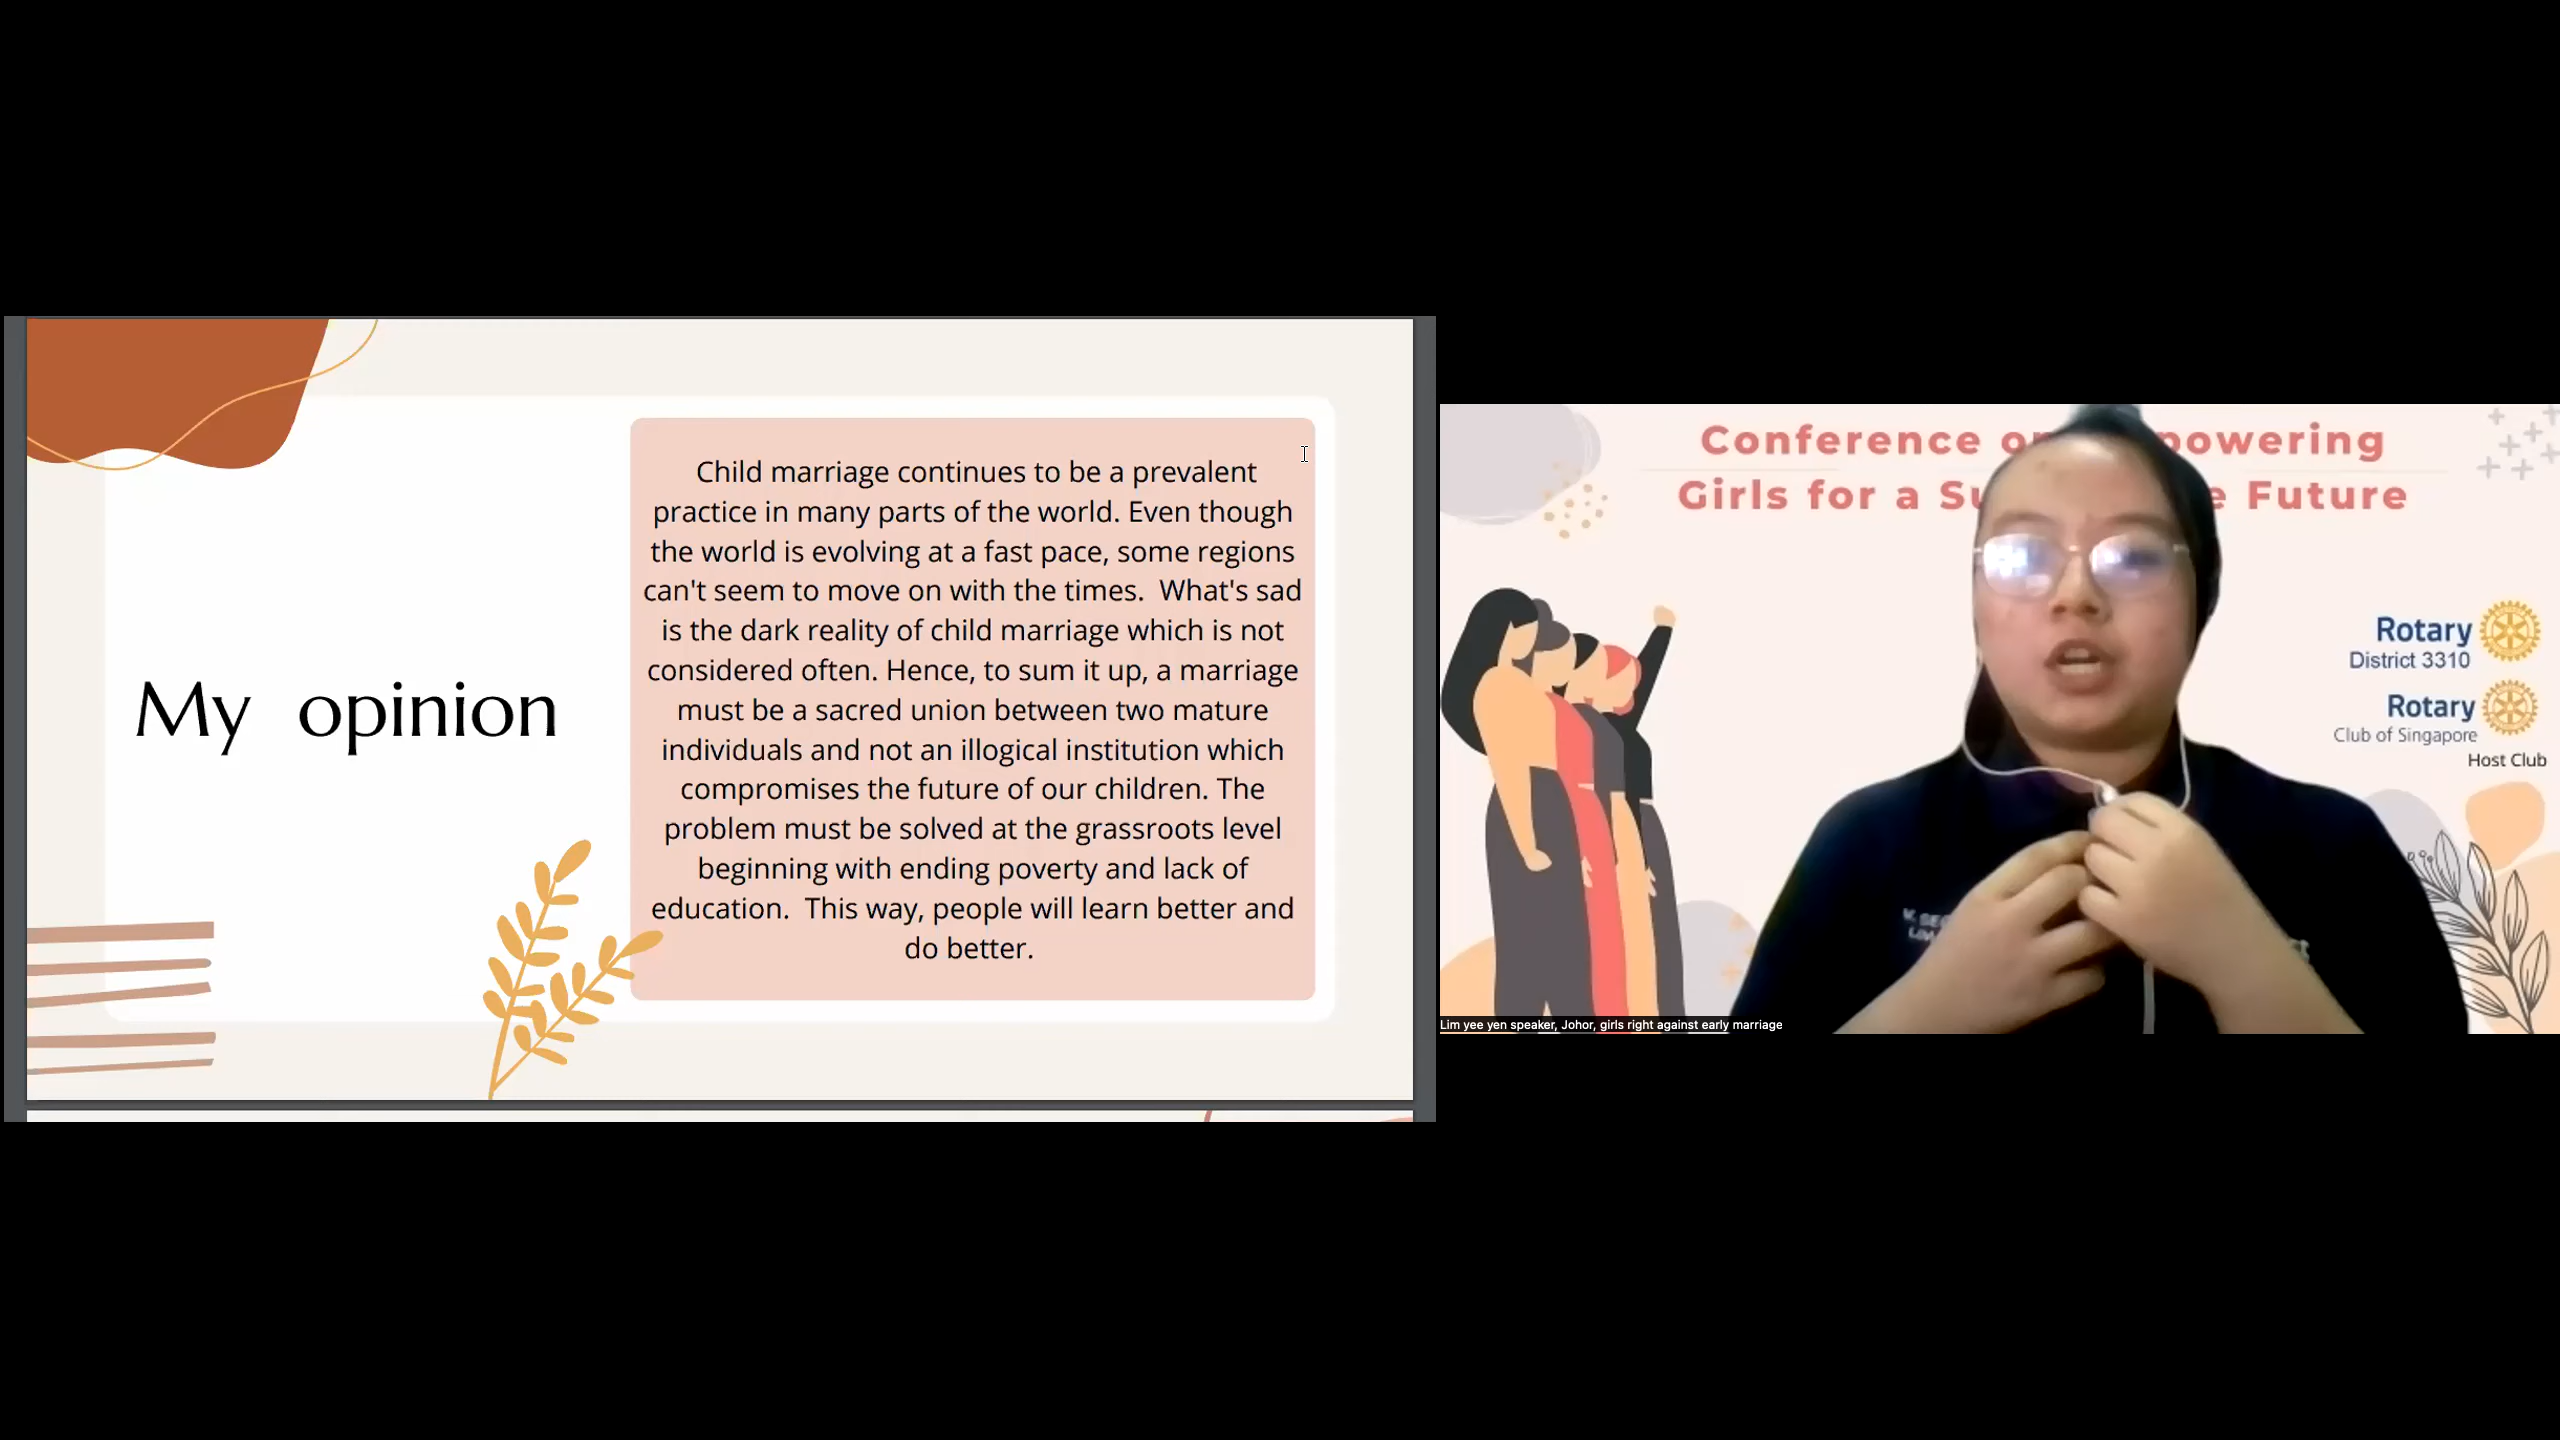 My opinion
Child marriage continues to be a prevalent
practice in many parts of the world. Even though
the world is evolving at a fast pace, some regions
can't seem to move on with the times.  What's sad
is the dark reality of child marriage which is not
considered often. Hence, to sum it up, a marriage
must be a sacred union between two mature
individuals and not an illogical institution which
compromises the future of our children. The
problem must be solved at the grassroots level
beginning with ending poverty and lack of
education.  This way, people will learn better and
do better.
Conference powering
Girls for a Future
Rotary
District 3310
Rotary
Club of Singapore
Host Club
Lim yee yen speaker, Johor, girls right against early marriage